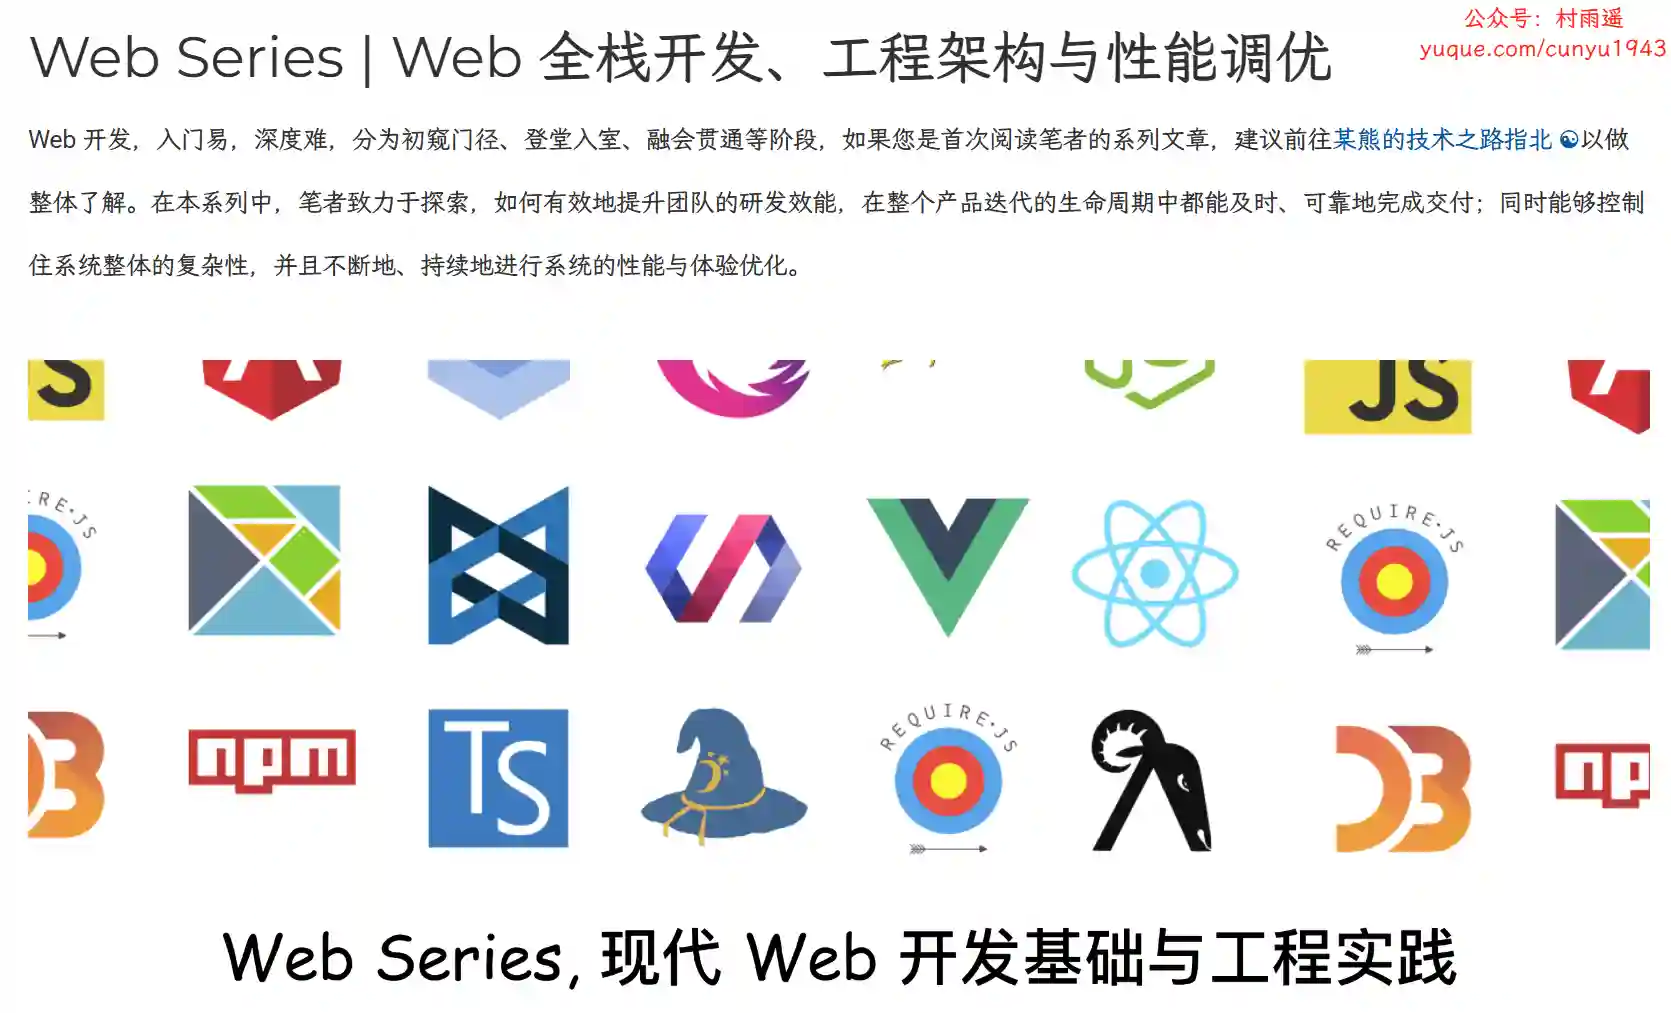 公众号：村雨遥
yuque.com/cunyu1943
Web Series | Web 全栈开发、工程架构与性能调优
Web 开发，入门易，深度难，分为初窥门径、登堂入室、融会贯通等阶段，如果您是首次阅读笔者的系列文章，建议前往某熊的技术之路指北 ☯以做
整体了解。在本系列中，笔者致力于探索，如何有效地提升团队的研发效能，在整个产品迭代的生命周期中都能及时、可靠地完成交付；同时能够控制
住系统整体的复杂性，并且不断地、持续地进行系统的性能与体验优化。
S
JS
IRE·JS
REQUIRE·JS
D3
npm
TS
REQUIRE·JS
D3
np
Web Series, 现代 Web 开发基础与工程实践